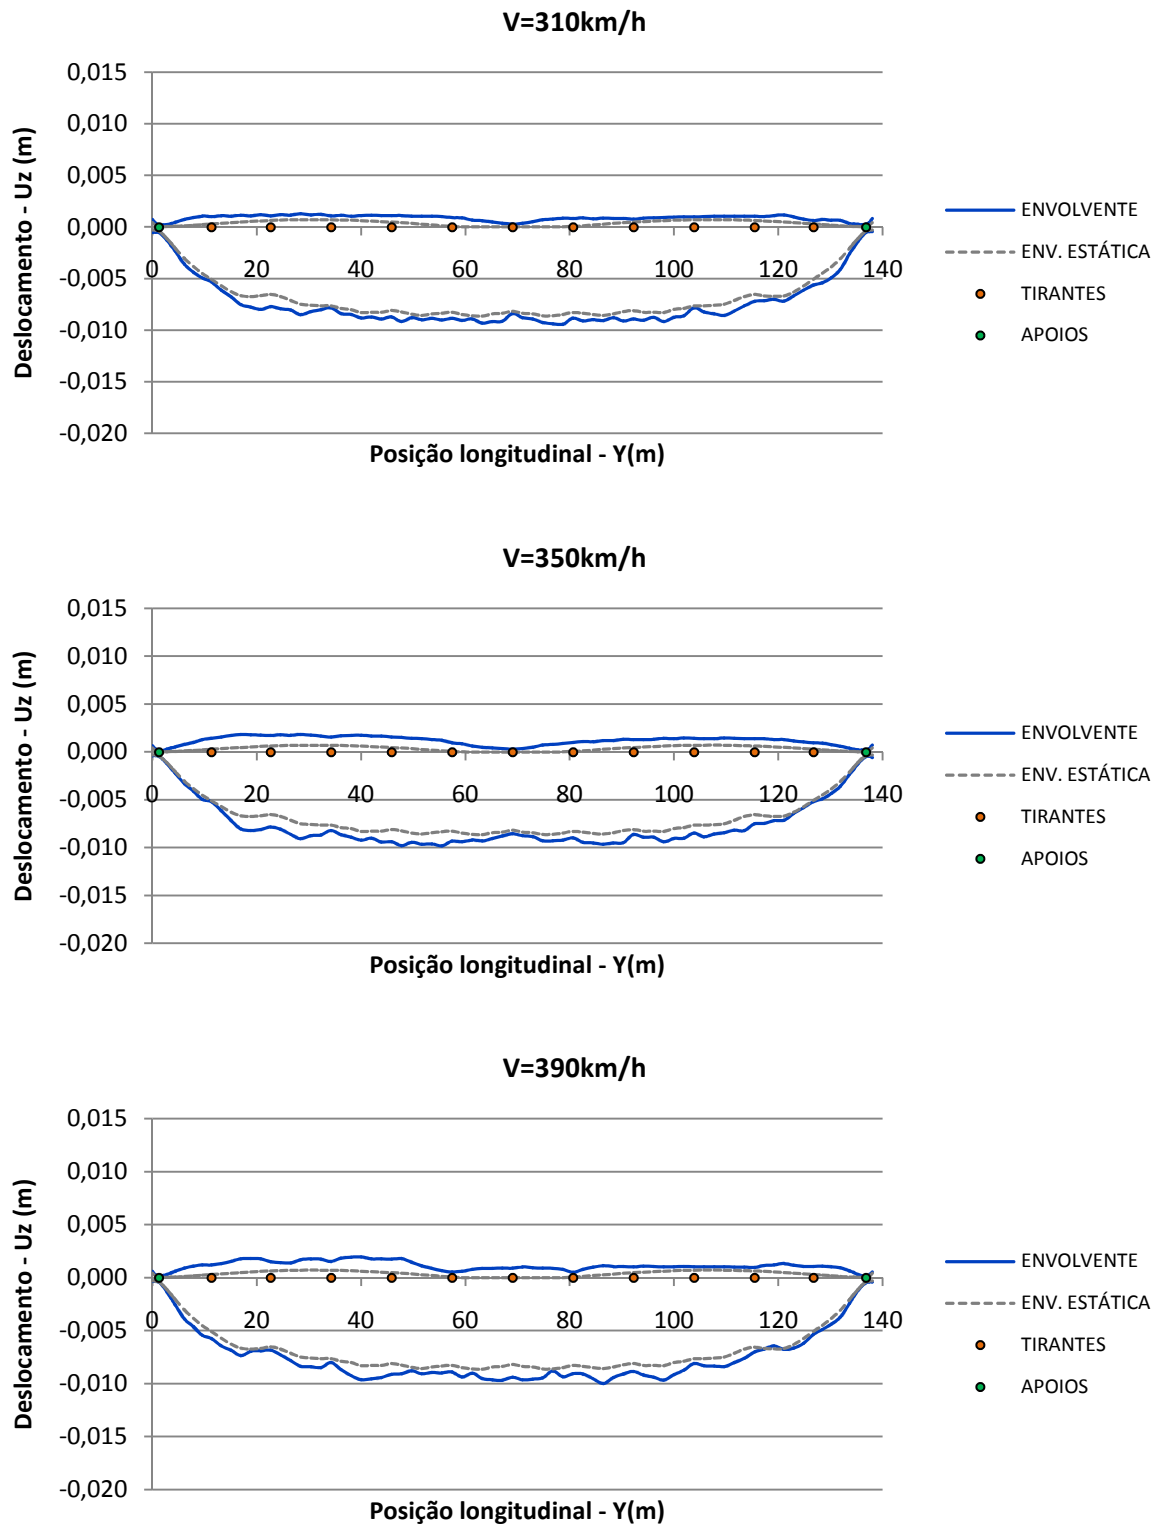 V=310km/h
0,015
0,010
0,005
0,000
-0,005
-0,010
-0,015
-0,020
0 20 40 60 80 100 120 140
Deslocamento - Uz (m)
Posição longitudinal - Y(m)
ENVOLVENTE
ENV. ESTÁTICA
TIRANTES
APOIOS
V=350km/h
0,015
0,010
0,005
0,000
-0,005
-0,010
-0,015
-0,020
0 20 40 60 80 100 120 140
Deslocamento - Uz (m)
Posição longitudinal - Y(m)
ENVOLVENTE
ENV. ESTÁTICA
TIRANTES
APOIOS
V=390km/h
0,015
0,010
0,005
0,000
-0,005
-0,010
-0,015
-0,020
0 20 40 60 80 100 120 140
Deslocamento - Uz (m)
Posição longitudinal - Y(m)
ENVOLVENTE
ENV. ESTÁTICA
TIRANTES
APOIOS